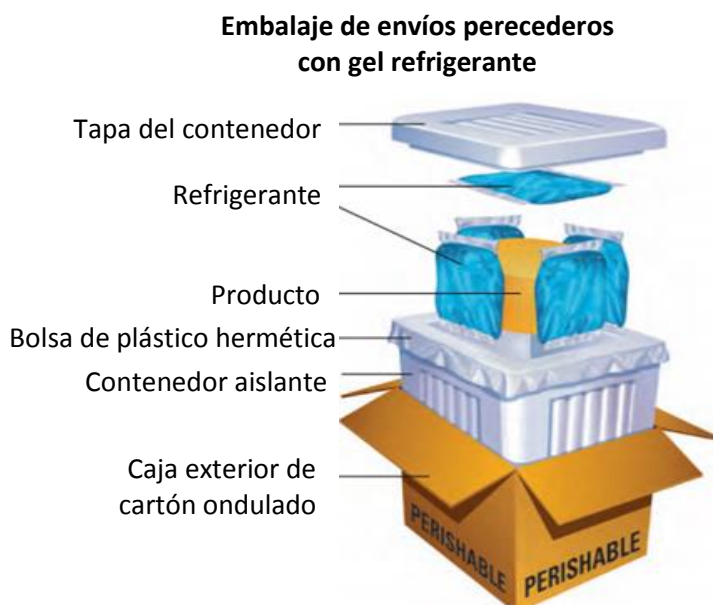 Embalaje de envíos perecederos
con gel refrigerante
Tapa del contenedor
Refrigerante
Producto
Bolsa de plástico hermética
Contenedor aislante
Caja exterior de
cartón ondulado
PERISHABLE
PERISHABLE